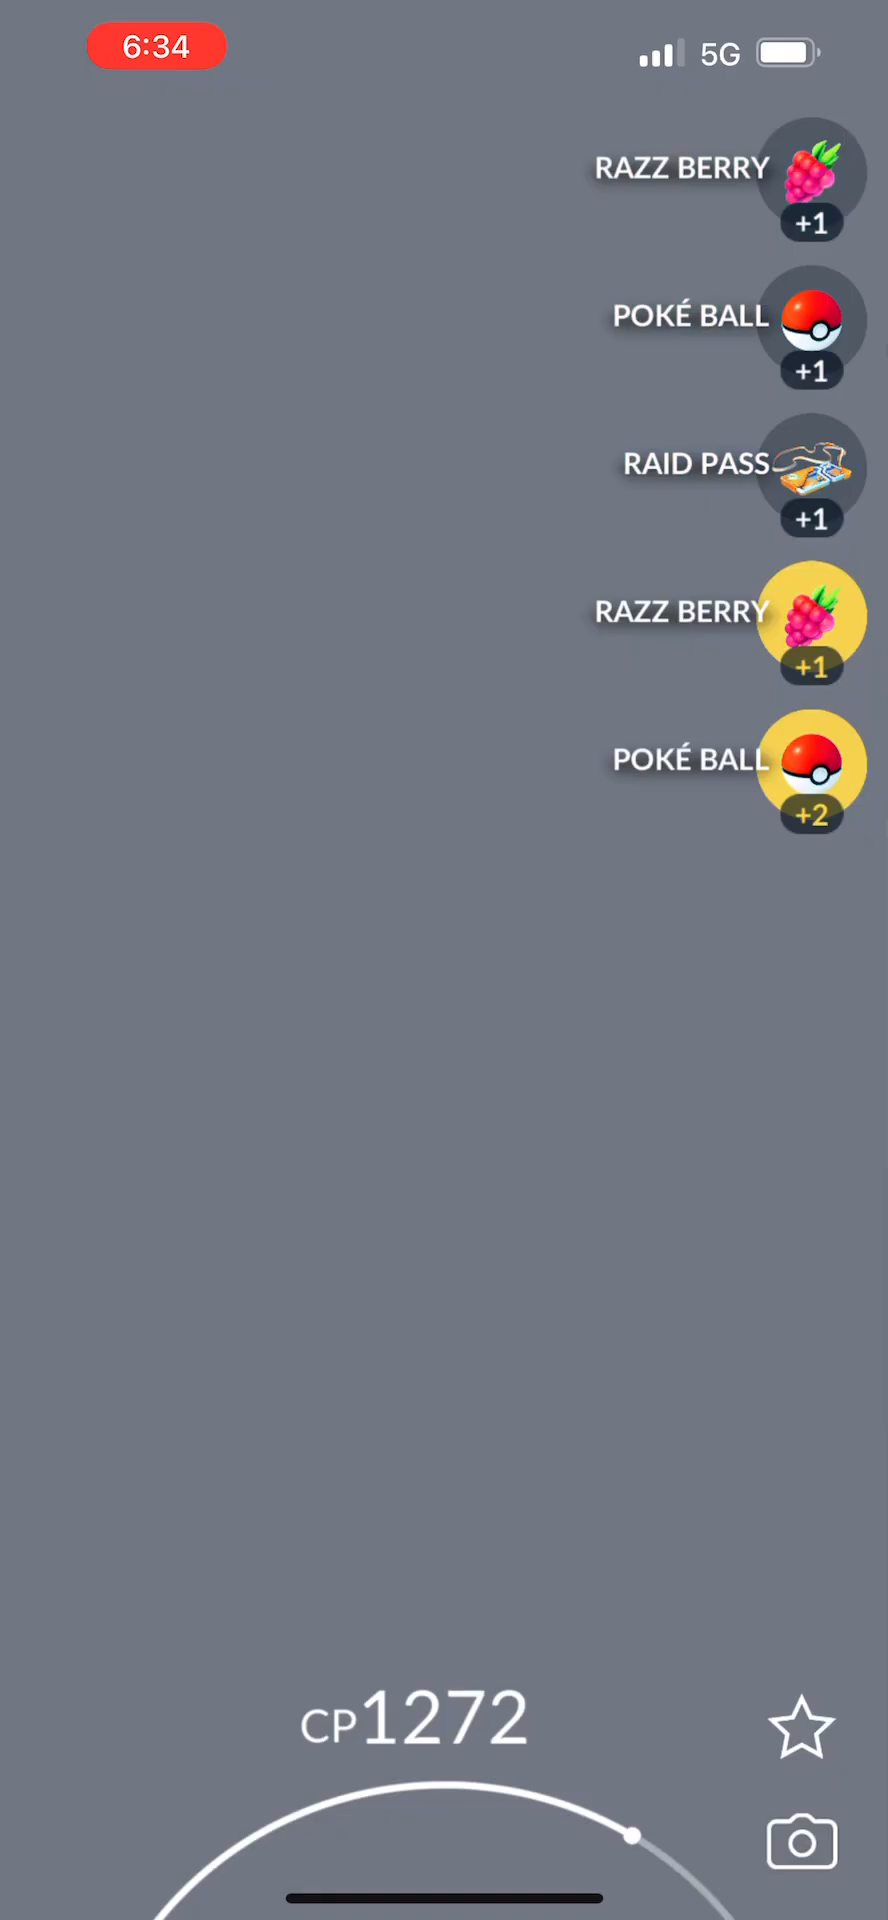 6:34 5G
RAZZ BERRY
+1
POKÉ BALL
+1
RAID PASS
+1
RAZZ BERRY
+1
POKÉ BALL
+2
CP1272